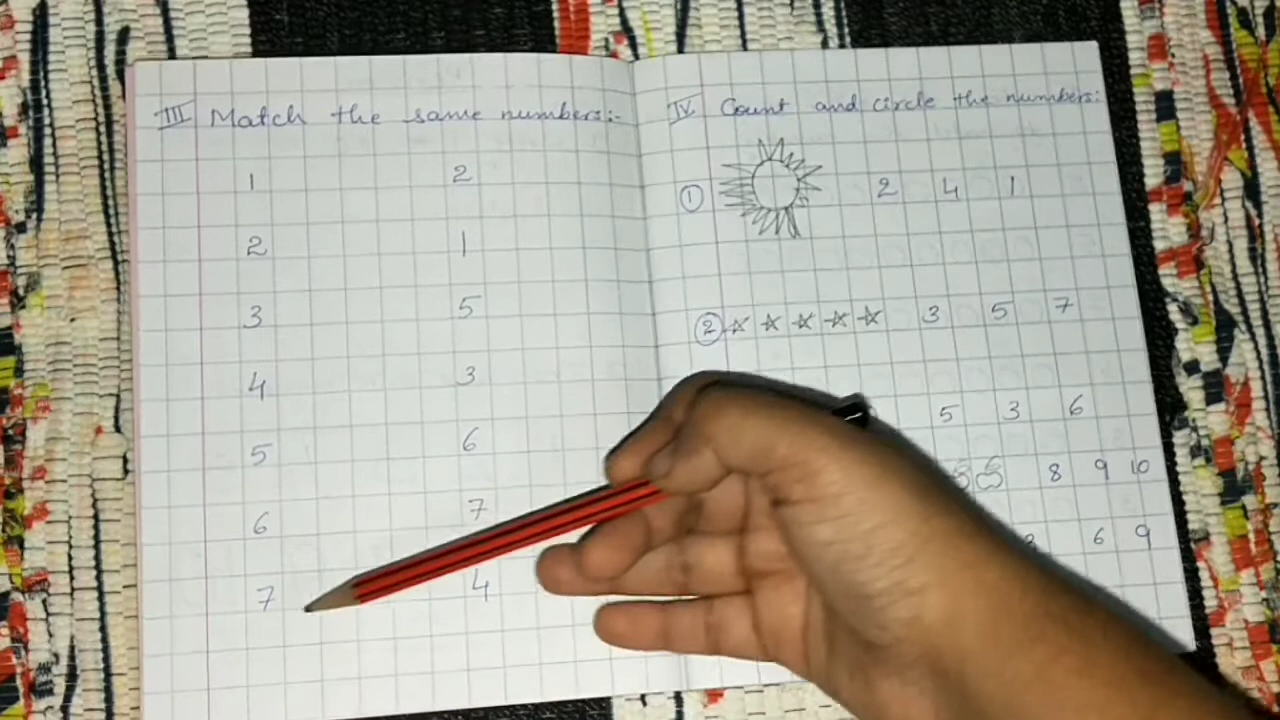 III Match the same numbers:-
1 2
2 1
3 5
4 3
5 6
6 7
7 4
IV Count and circle the numbers:
1 2 4 1
2 3 5 7
5 3 6
8 9 10
6 9